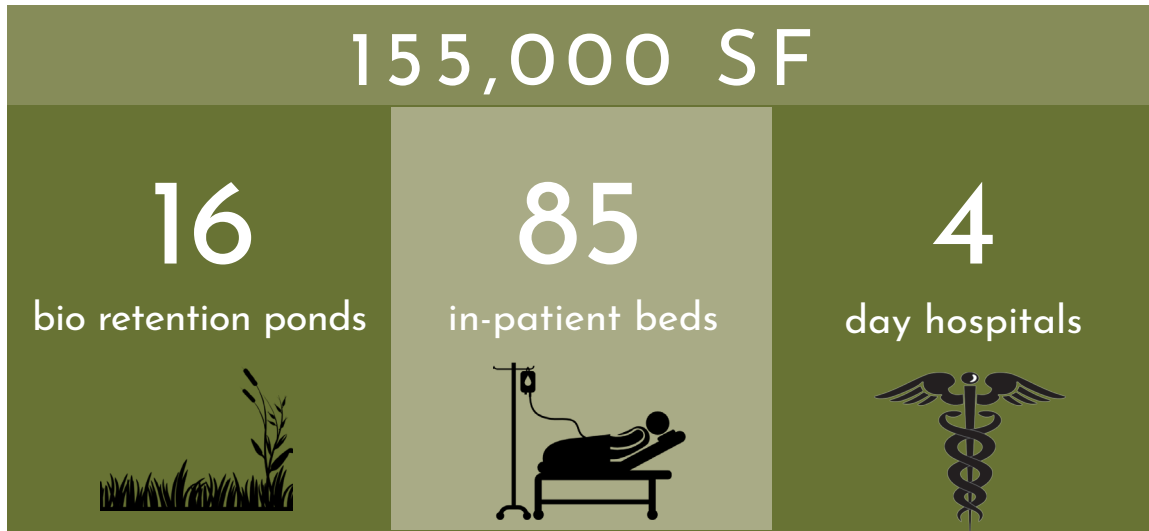 155,000 SF
16
bio retention ponds
85
in-patient beds
4
day hospitals